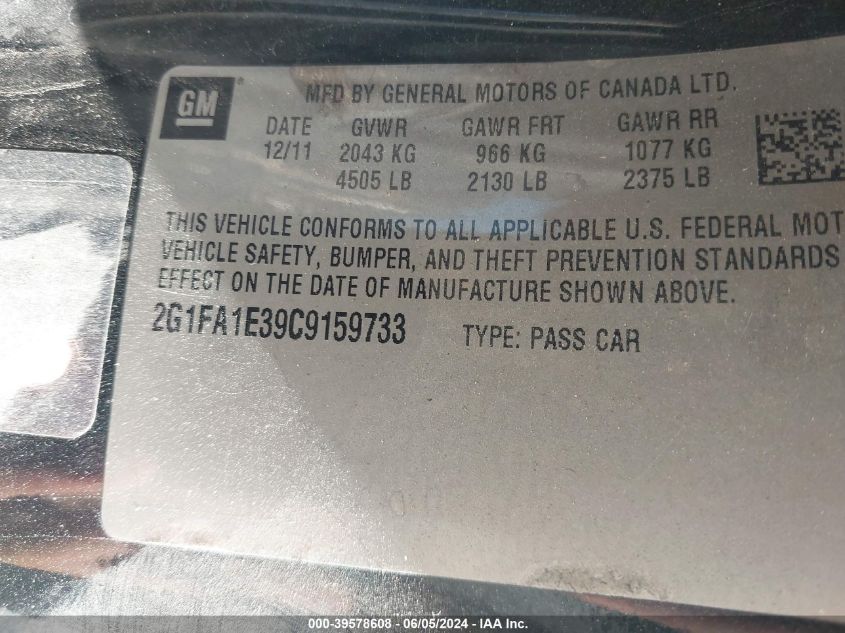 GM
MFD BY GENERAL MOTORS OF CANADA LTD.
DATE GVWR GAWR FRT GAWR RR
12/11 2043 KG 966 KG 1077 KG
4505 LB 2130 LB 2375 LB
THIS VEHICLE CONFORMS TO ALL APPLICABLE U.S. FEDERAL MOT
VEHICLE SAFETY, BUMPER, AND THEFT PREVENTION STANDARDS
EFFECT ON THE DATE OF MANUFACTURE SHOWN ABOVE.
2G1FA1E39C9159733 TYPE: PASS CAR
000-39578608 - 06/05/2024 - IAA Inc.